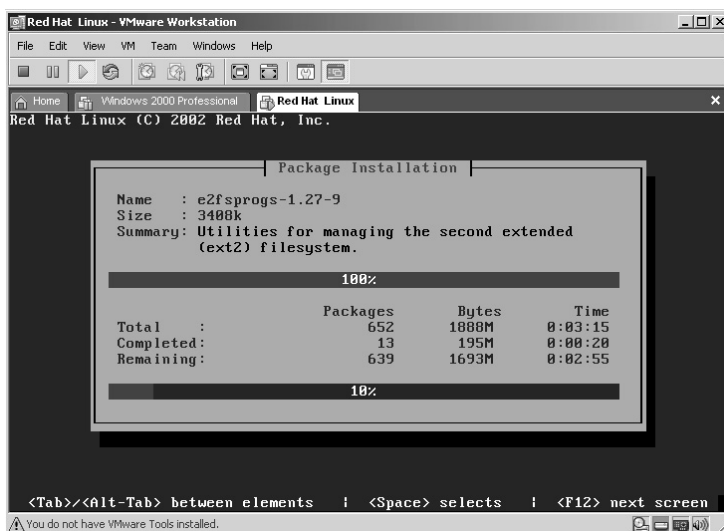 Red Hat Linux - VMware Workstation
File Edit View VM Team Windows Help
Home Windows 2000 Professional Red Hat Linux
Red Hat Linux (C) 2002 Red Hat, Inc.
Package Installation
Name : e2fsprogs-1.27-9
Size : 3408k
Summary: Utilities for managing the second extended
(ext2) filesystem.
100%
Packages Bytes Time
Total : 652 1888M 0:03:15
Completed: 13 195M 0:00:20
Remaining: 639 1693M 0:02:55
10%
<Tab>/<Alt-Tab> between elements | <Space> selects | <F12> next screen
You do not have VMware Tools installed.